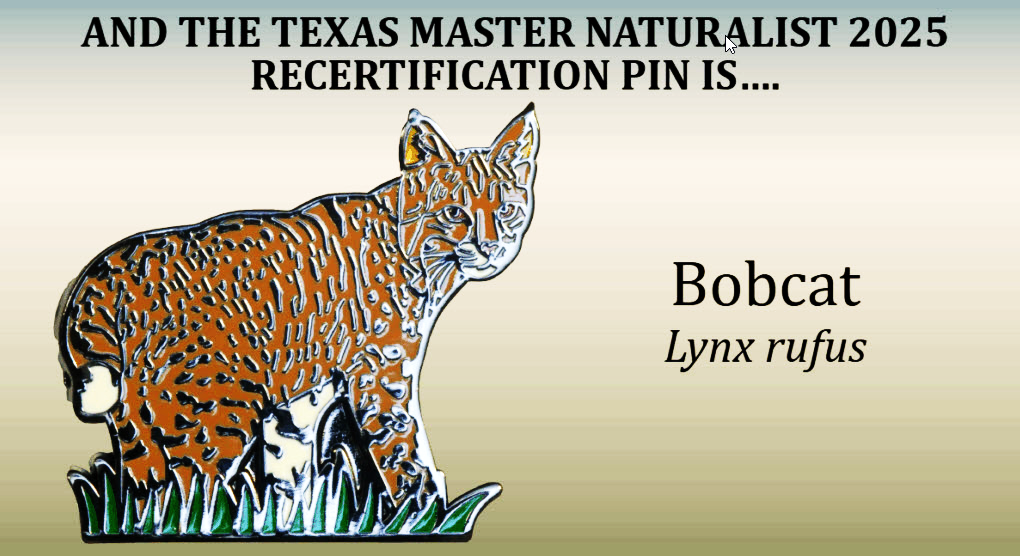 AND THE TEXAS MASTER NATURALIST 2025
RECERTIFICATION PIN IS....
Bobcat
Lynx rufus